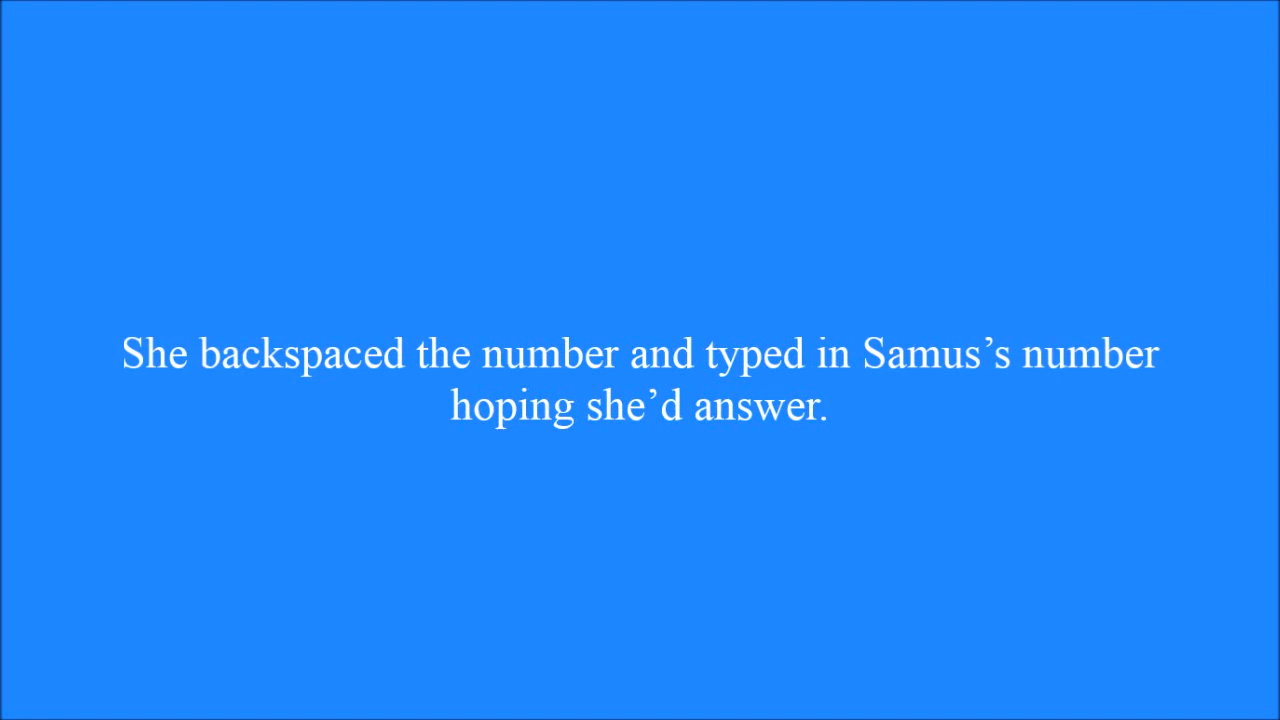 She backspaced the number and typed in Samus’s number
hoping she’d answer.